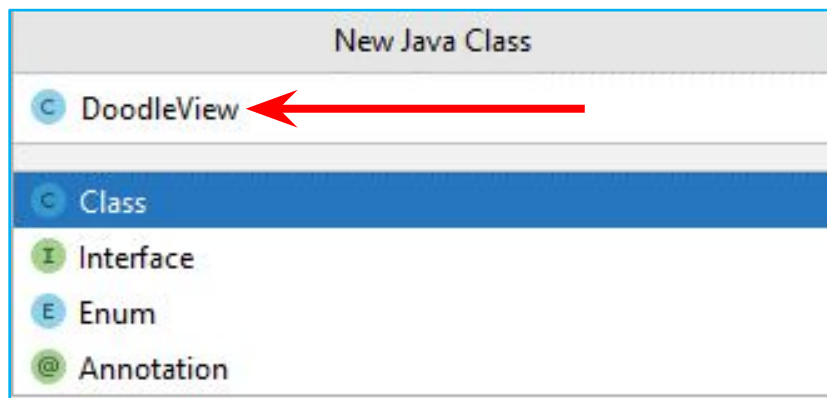 New Java Class
C DoodleView
C Class
I Interface
E Enum
@ Annotation